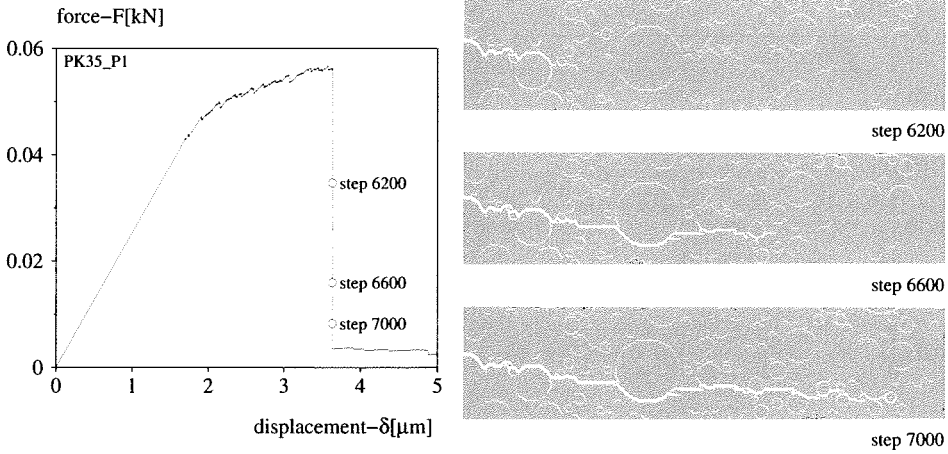 force−F[kN]
0.06
PK35_P1
0.04
step 6200
0.02
step 6600
step 7000
0
0 1 2 3 4 5
displacement−δ[μm]
step 6200
step 6600
step 7000